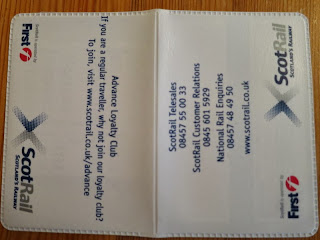 First
ScotRail
SCOTLAND'S RAILWAY
Advance Loyalty Club
If you are a regular traveller, why not join our loyalty club?
To join, visit www.scotrail.co.uk/advance
ScotRail
SCOTLAND'S RAILWAY
ScotRail Telesales
08457 55 00 33
ScotRail Customer Relations
0845 601 5929
National Rail Enquiries
08457 48 49 50
www.scotrail.co.uk
First